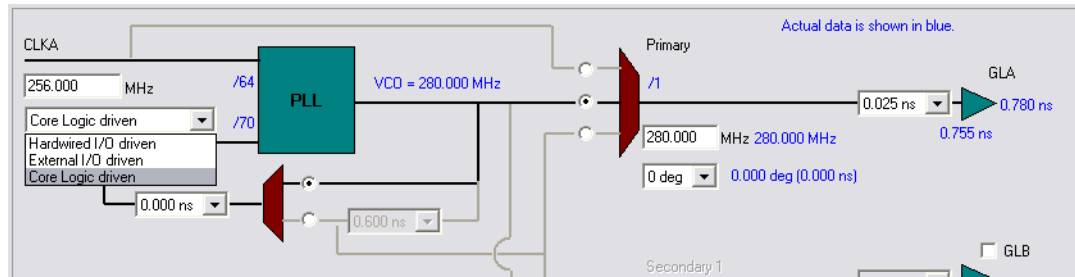 Actual data is shown in blue.
CLKA
Primary
256.000 MHz
/64
PLL
VCO = 280.000 MHz
/1
GLA
Core Logic driven
/70
0.025 ns
0.780 ns
0.755 ns
Hardwired I/O driven
External I/O driven
Core Logic driven
280.000 MHz 280.000 MHz
0 deg 0.000 deg (0.000 ns)
0.000 ns
0.600 ns
Secondary 1
GLB